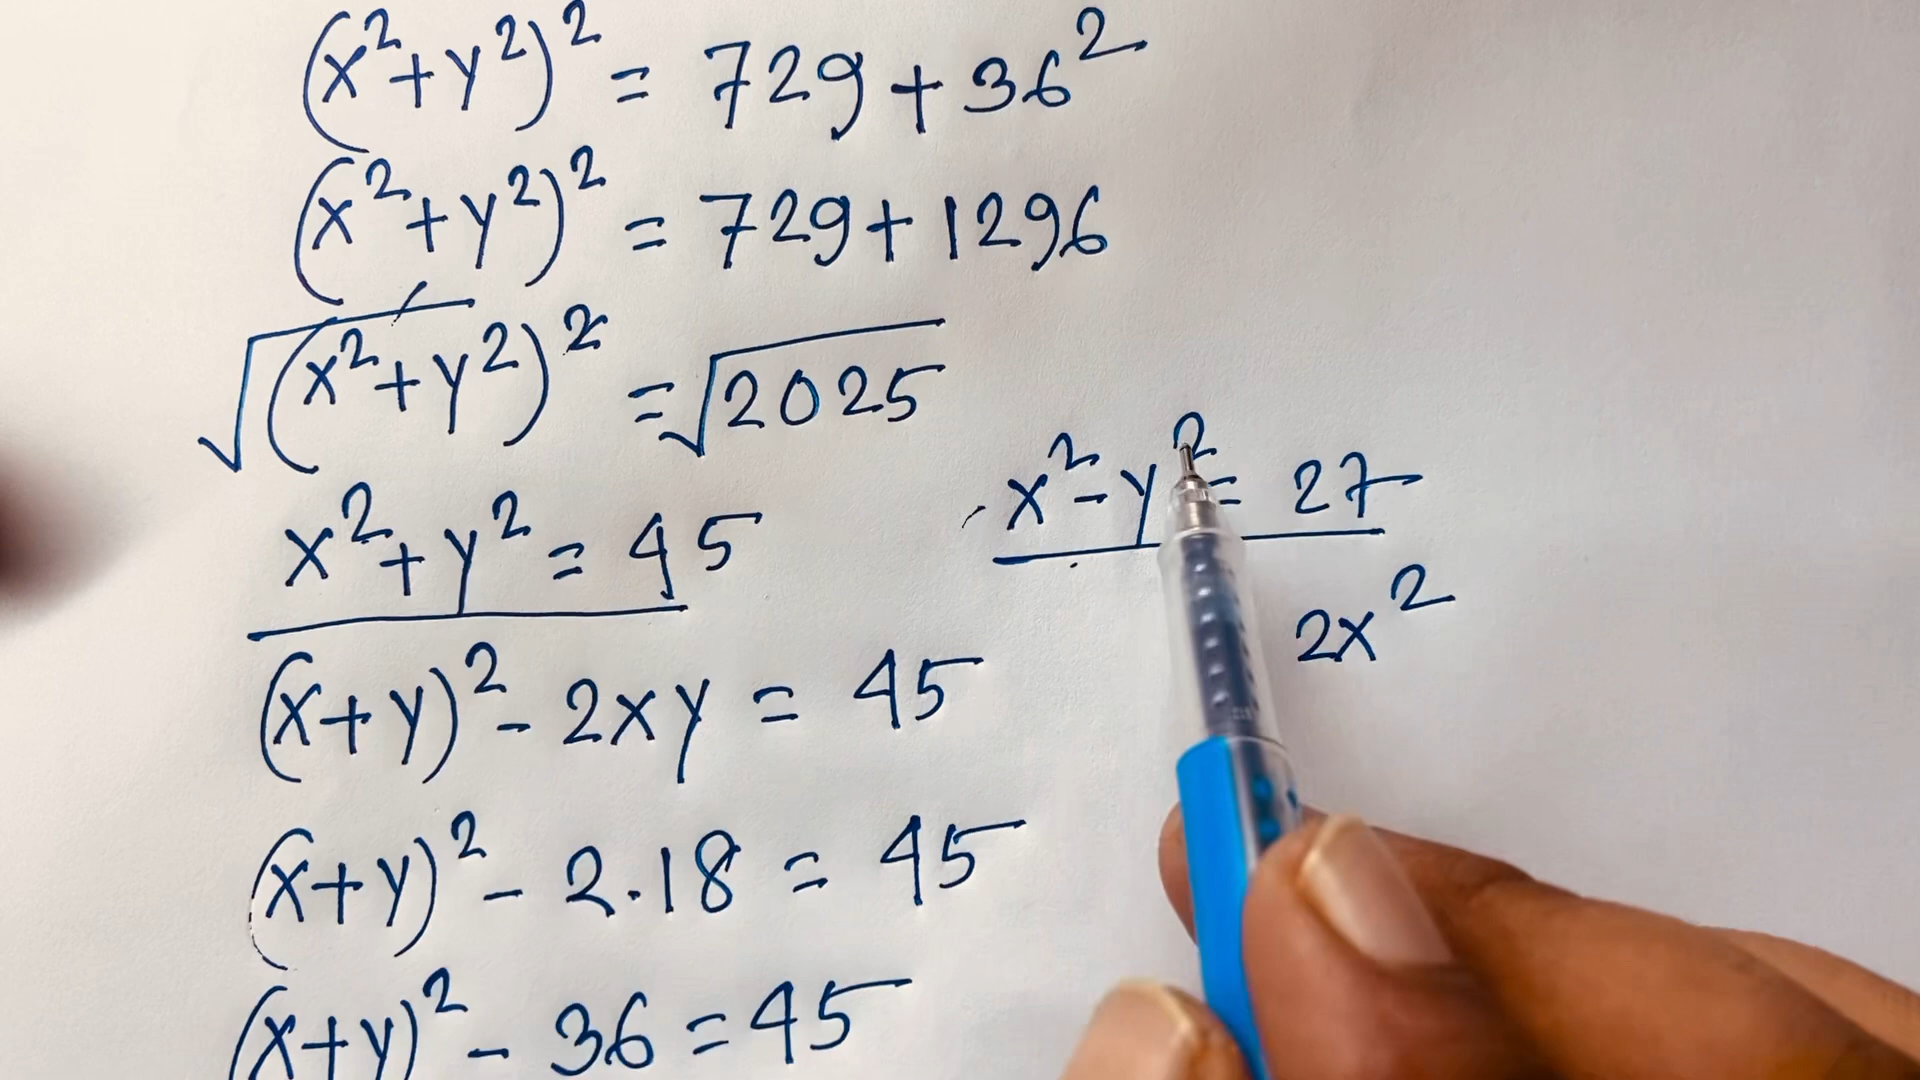 (x²+y²)² = 729+36²
(x²+y²)² = 729+1296
√(x²+y²)² = √2025
x²+y² = 45
(x+y)² - 2xy = 45
(x+y)² - 2.18 = 45
(x+y)² - 36 = 45
x²-y² = 27
2x²